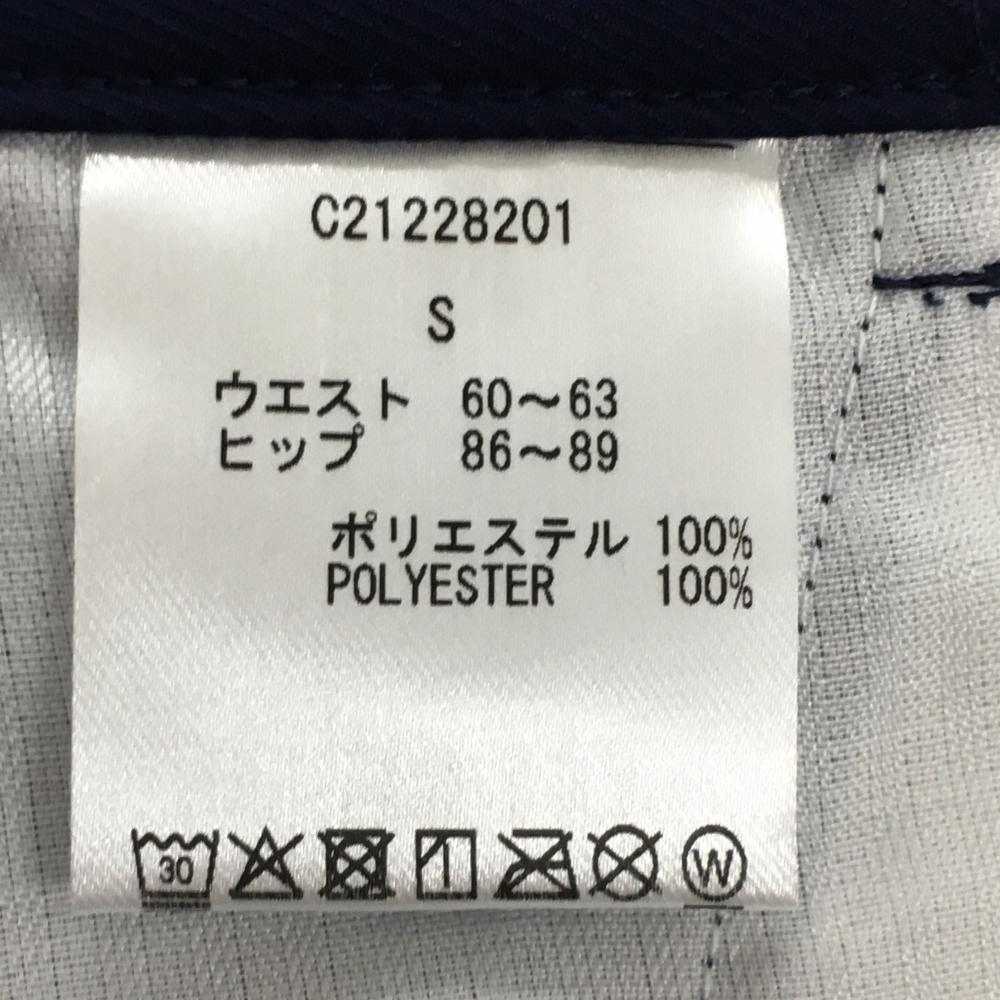 C21228201
S
ウエスト 60～63
ヒップ 86～89
ポリエステル 100%
POLYESTER 100%
30 W